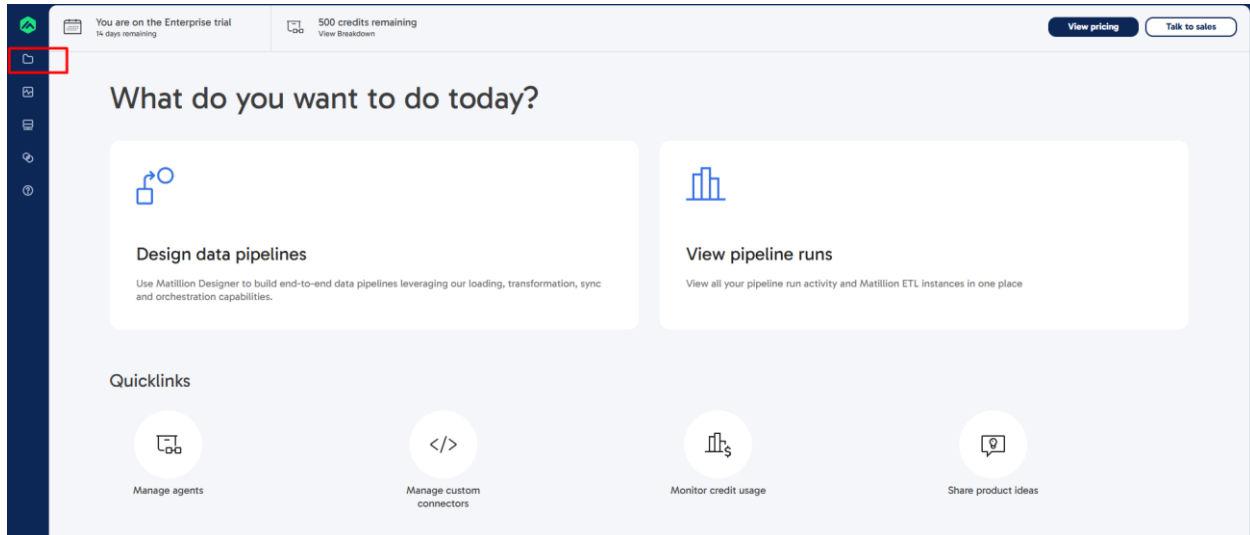 You are on the Enterprise trial
14 days remaining
500 credits remaining
View Breakdown
View pricing
Talk to sales
What do you want to do today?
Design data pipelines
Use Matillion Designer to build end-to-end data pipelines leveraging our loading, transformation, sync
and orchestration capabilities.
View pipeline runs
View all your pipeline run activity and Matillion ETL instances in one place
Quicklinks
Manage agents
Manage custom
connectors
Monitor credit usage
Share product ideas